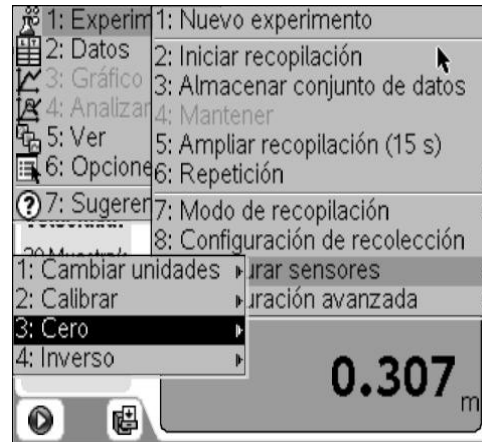 1: Experim
2: Datos
3: Gráfico
4: Analizar
5: Ver
6: Opcione
7: Sugeren
1: Nuevo experimento
2: Iniciar recopilación
3: Almacenar conjunto de datos
4: Mantener
5: Ampliar recopilación (15 s)
6: Repetición
7: Modo de recopilación
8: Configuración de recolección
urar sensores
uración avanzada
1: Cambiar unidades
2: Calibrar
3: Cero
4: Inverso
0.307 m